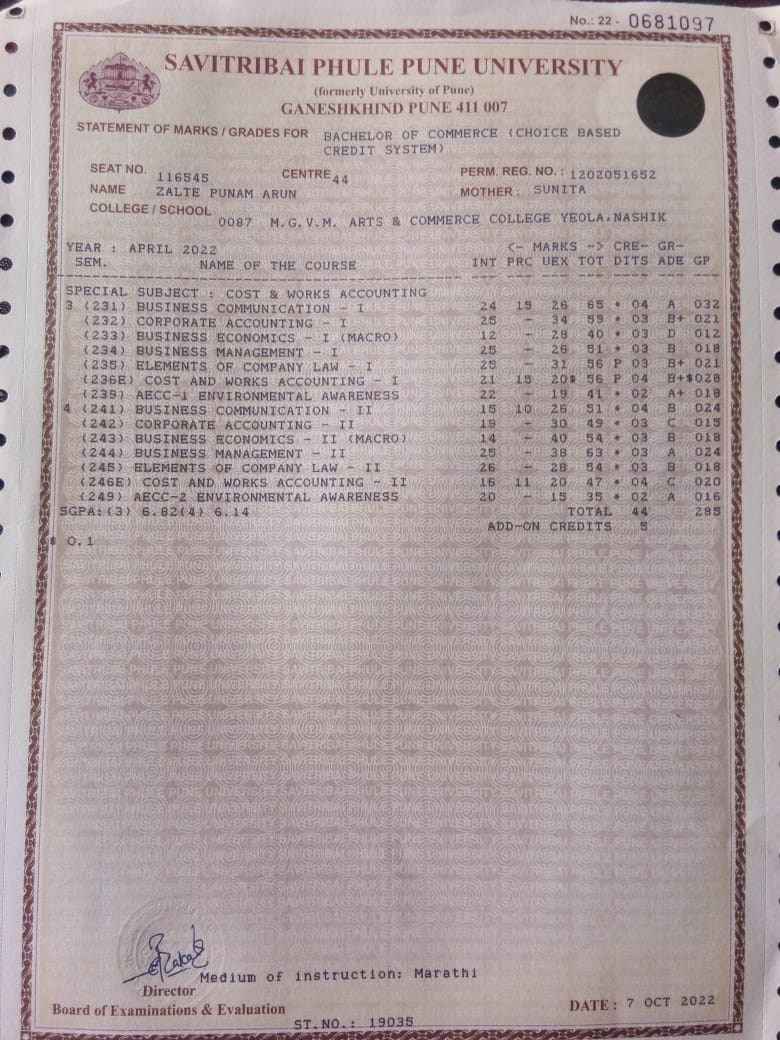 No.: 22 - 0681097
SAVITRIBAI PHULE PUNE UNIVERSITY
(formerly University of Pune)
GANESHKHIND PUNE 411 007
STATEMENT OF MARKS / GRADES FOR BACHELOR OF COMMERCE (CHOICE BASED
CREDIT SYSTEM)
SEAT NO. 116545 CENTRE 44 PERM. REG. NO. : 1202051652
NAME ZALTE PUNAM ARUN MOTHER : SUNITA
COLLEGE / SCHOOL 0087 M.G.V.M. ARTS & COMMERCE COLLEGE YEOLA.NASHIK
YEAR : APRIL 2022 <- MARKS -> CRE- GR-
SEM. NAME OF THE COURSE INT PRC UEX TOT DITS ADE GP
SPECIAL SUBJECT : COST & WORKS ACCOUNTING
3 (231) BUSINESS COMMUNICATION - I 24 15 26 65 * 04 A 032
(232) CORPORATE ACCOUNTING - I 25 - 34 59 * 03 B+ 021
(233) BUSINESS ECONOMICS - I (MACRO) 12 - 28 40 * 03 D 012
(234) BUSINESS MANAGEMENT - I 25 - 26 51 * 03 B 018
(235) ELEMENTS OF COMPANY LAW - I 25 - 31 56 P 03 B+ 021
(236E) COST AND WORKS ACCOUNTING - I 21 15 20$ 56 P 04 B+$028
(239) AECC-1 ENVIRONMENTAL AWARENESS 22 - 19 41 * 02 A+ 018
4 (241) BUSINESS COMMUNICATION - II 15 10 26 51 * 04 B 024
(242) CORPORATE ACCOUNTING - II 19 - 30 49 * 03 C 015
(243) BUSINESS ECONOMICS - II (MACRO) 14 - 40 54 * 03 B 018
(244) BUSINESS MANAGEMENT - II 25 - 38 63 * 03 A 024
(245) ELEMENTS OF COMPANY LAW - II 26 - 28 54 * 03 B 018
(246E) COST AND WORKS ACCOUNTING - II 16 11 20 47 * 04 C 020
(249) AECC-2 ENVIRONMENTAL AWARENESS 20 - 15 35 * 02 A 016
SGPA:(3) 6.82(4) 6.14 TOTAL 44 285
ADD-ON CREDITS 5
$ O.1
Medium of instruction: Marathi
Director
Board of Examinations & Evaluation
DATE : 7 OCT 2022
ST.NO.: 19035